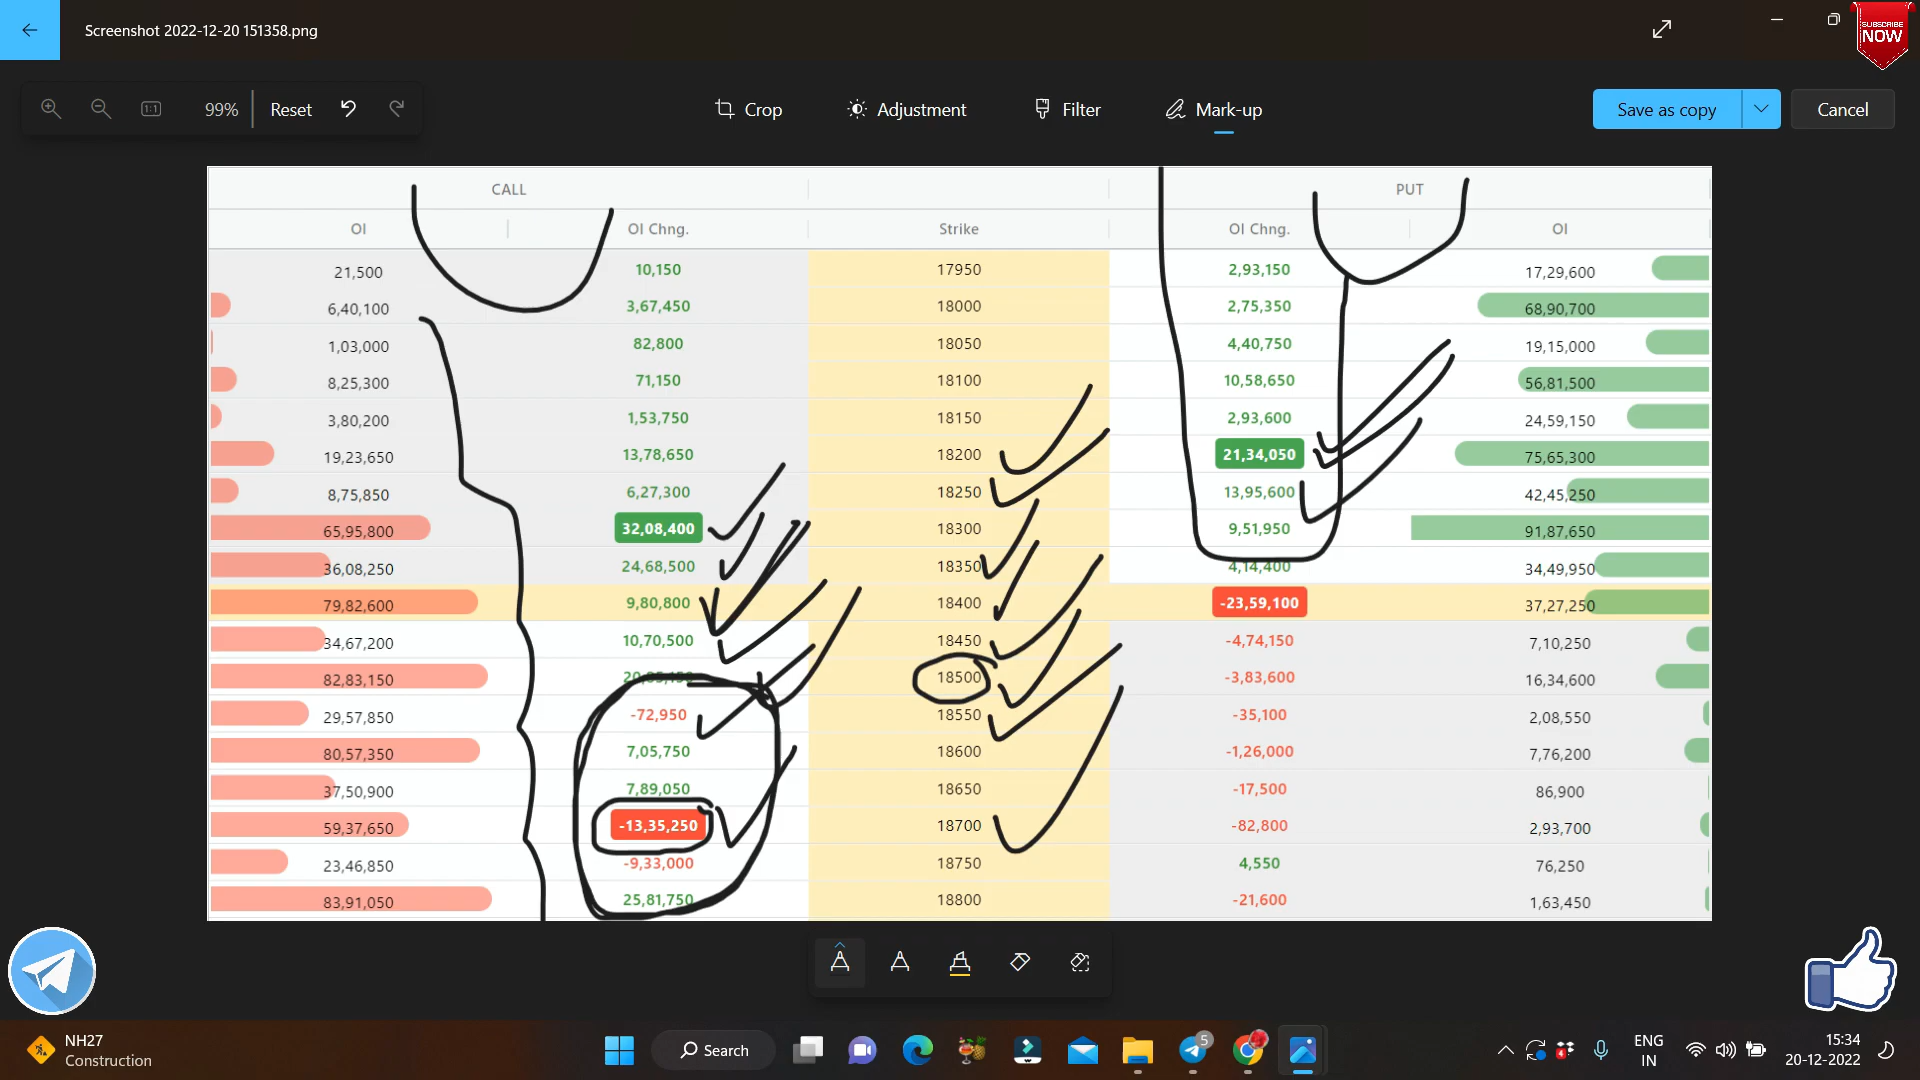 Screenshot 2022-12-20 151358.png
SUBSCRIBE
NOW
1:1 99% Reset Crop Adjustment Filter Mark-up Save as copy Cancel
CALL PUT
OI OI Chng. Strike OI Chng. OI
21,500 10,150 17950 2,93,150 17,29,600
6,40,100 3,67,450 18000 2,75,350 68,90,700
1,03,000 82,800 18050 4,40,750 19,15,000
8,25,300 71,150 18100 10,58,650 56,81,500
3,80,200 1,53,750 18150 2,93,600 24,59,150
19,23,650 13,78,650 18200 21,34,050 75,65,300
8,75,850 6,27,300 18250 13,95,600 42,45,250
65,95,800 32,08,400 18300 9,51,950 91,87,650
36,08,250 24,68,500 18350 4,14,400 34,49,950
79,82,600 9,80,800 18400 -23,59,100 37,27,250
34,67,200 10,70,500 18450 -4,74,150 7,10,250
82,83,150 18500 -3,83,600 16,34,600
29,57,850 -72,950 18550 -35,100 2,08,550
80,57,350 7,05,750 18600 -1,26,000 7,76,200
37,50,900 7,89,050 18650 -17,500 86,900
59,37,650 -13,35,250 18700 -82,800 2,93,700
23,46,850 -9,33,000 18750 4,550 76,250
83,91,050 25,81,750 18800 -21,600 1,63,450
NH27
Construction
Search
5
ENG
IN
15:34
20-12-2022